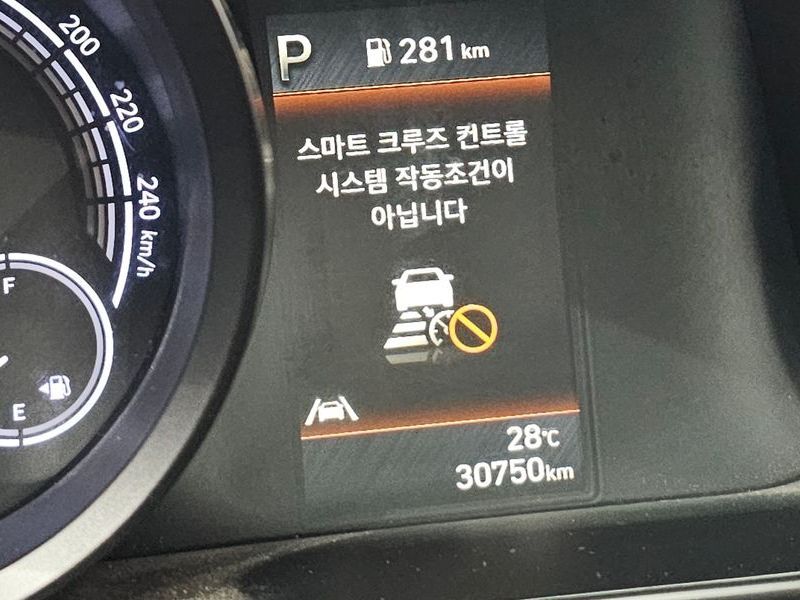 200
220
240
km/h
F
E
P
281 km
스마트 크루즈 컨트롤
시스템 작동조건이
아닙니다
28℃
30750km